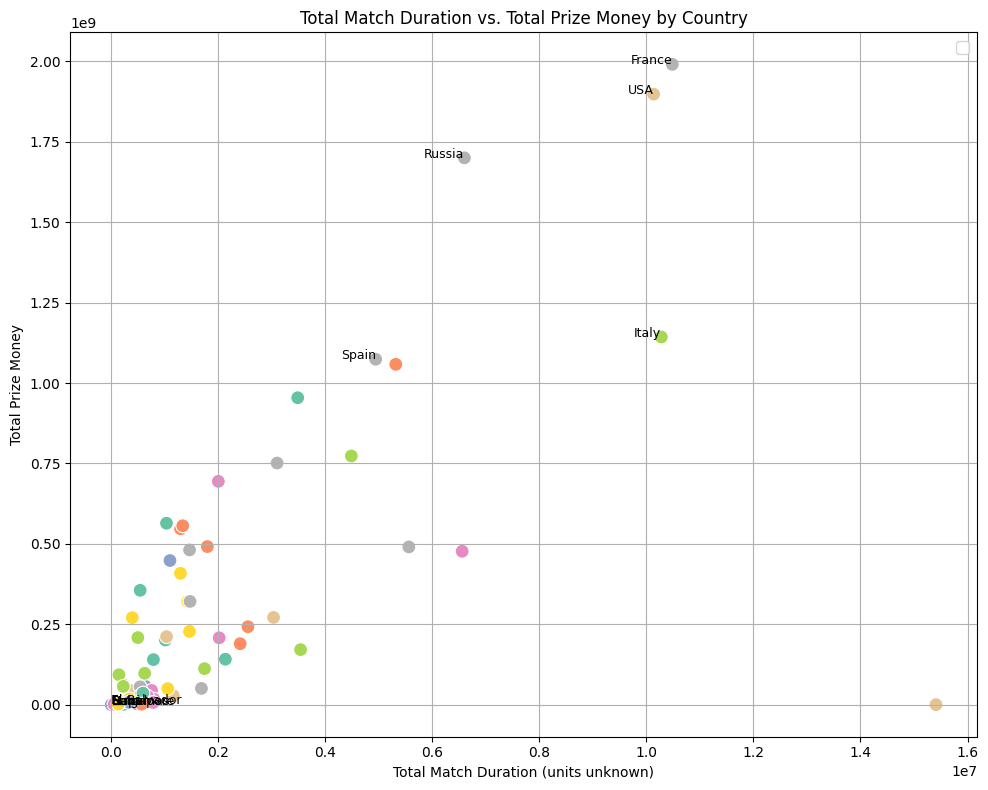 Total Match Duration vs. Total Prize Money by Country
1e9
2.00
1.75
1.50
1.25
1.00
0.75
0.50
0.25
0.00
Total Prize Money
France
USA
Russia
Italy
Spain
0.0
0.2
0.4
0.6
0.8
1.0
1.2
1.4
1.6
1e7
Total Match Duration (units unknown)